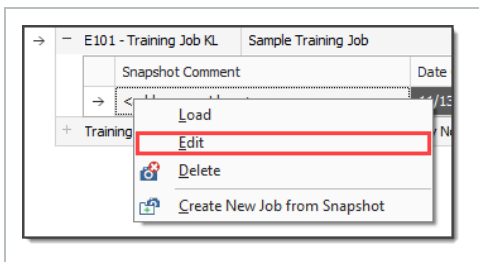 E101 - Training Job KL Sample Training Job
Snapshot Comment Date
Load
Training
Edit
Delete
Create New Job from Snapshot